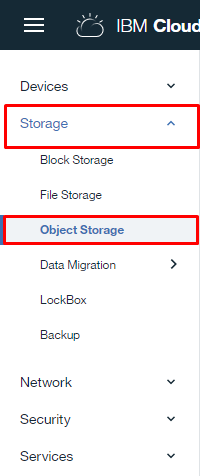 IBM Cloud
Devices
Storage
Block Storage
File Storage
Object Storage
Data Migration
LockBox
Backup
Network
Security
Services